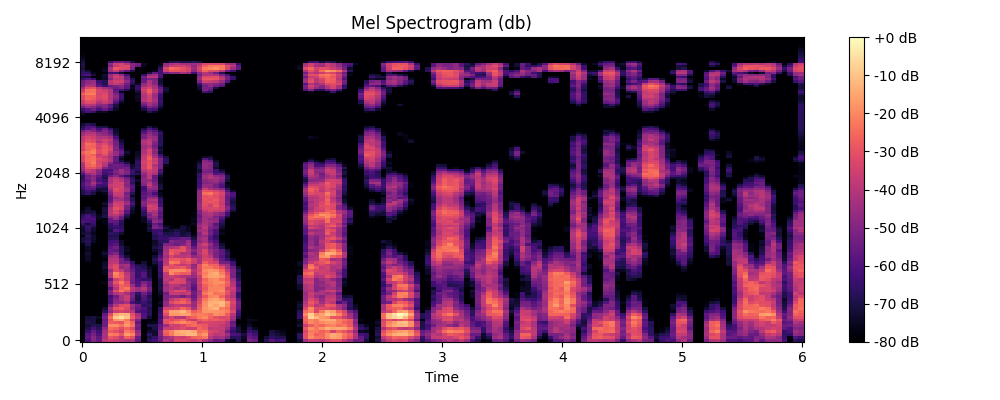 Mel Spectrogram (db)
Hz
8192
4096
2048
1024
512
0
0 1 2 3 4 5 6
Time
+0 dB
-10 dB
-20 dB
-30 dB
-40 dB
-50 dB
-60 dB
-70 dB
-80 dB